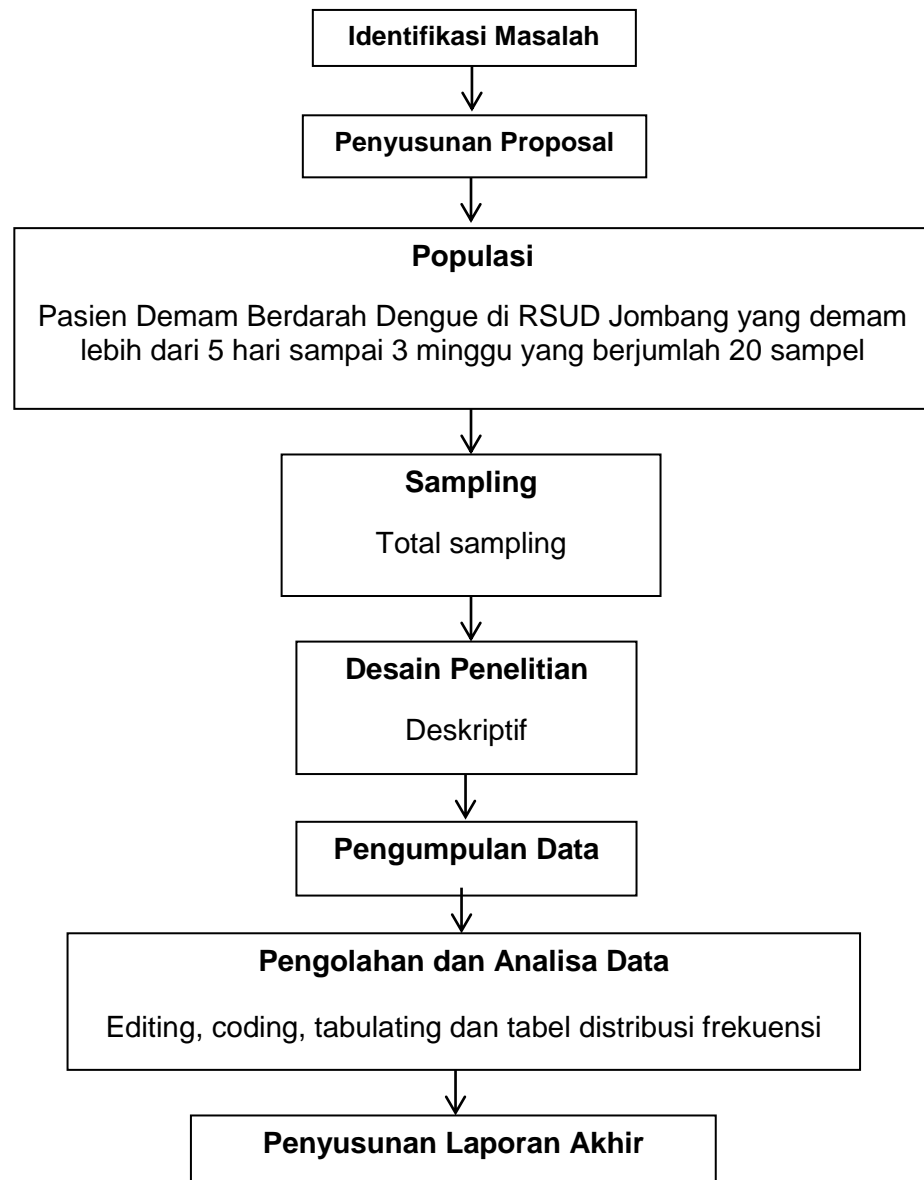 Identifikasi Masalah
Penyusunan Proposal
Populasi
Pasien Demam Berdarah Dengue di RSUD Jombang yang demam
lebih dari 5 hari sampai 3 minggu yang berjumlah 20 sampel
Sampling
Total sampling
Desain Penelitian
Deskriptif
Pengumpulan Data
Pengolahan dan Analisa Data
Editing, coding, tabulating dan tabel distribusi frekuensi
Penyusunan Laporan Akhir